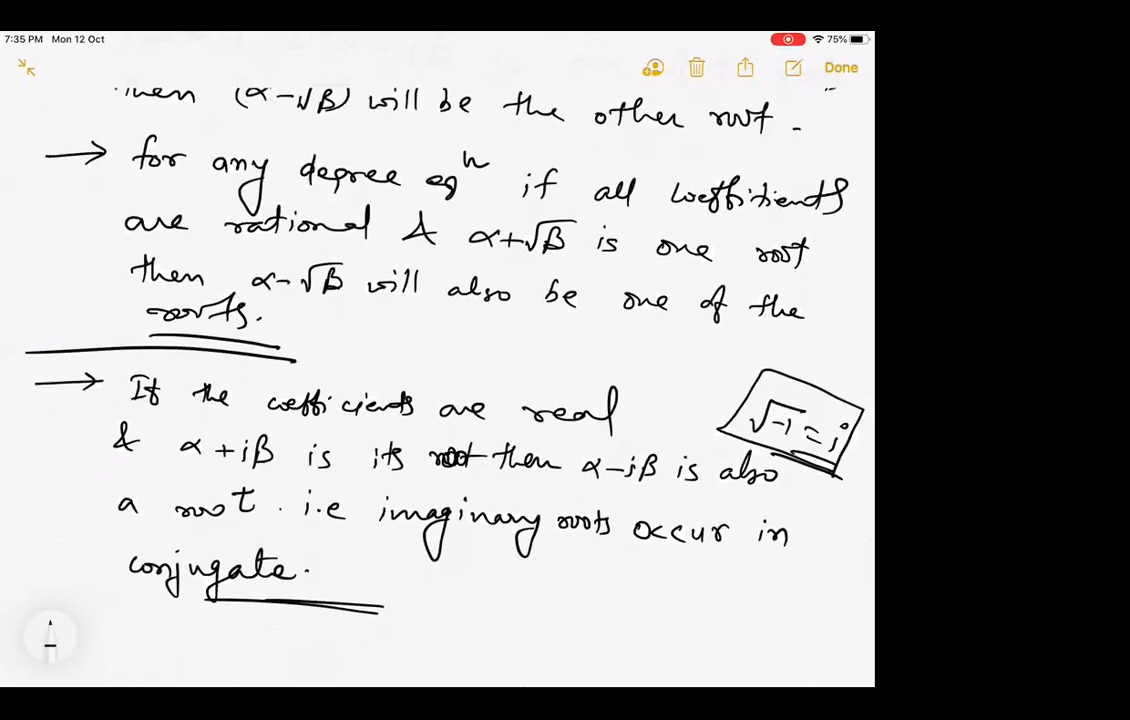 7:35 PM Mon 12 Oct
75%
Done
then (α-√β) will be the other root.
→ for any degree eqn if all coefficients
are rational & α+√β is one root
then α-√β will also be one of the
roots.
→ If the coefficients are real
√-1 = i
& α+iβ is its root then α-iβ is also
a root. i.e imaginary roots occur in
conjugate.